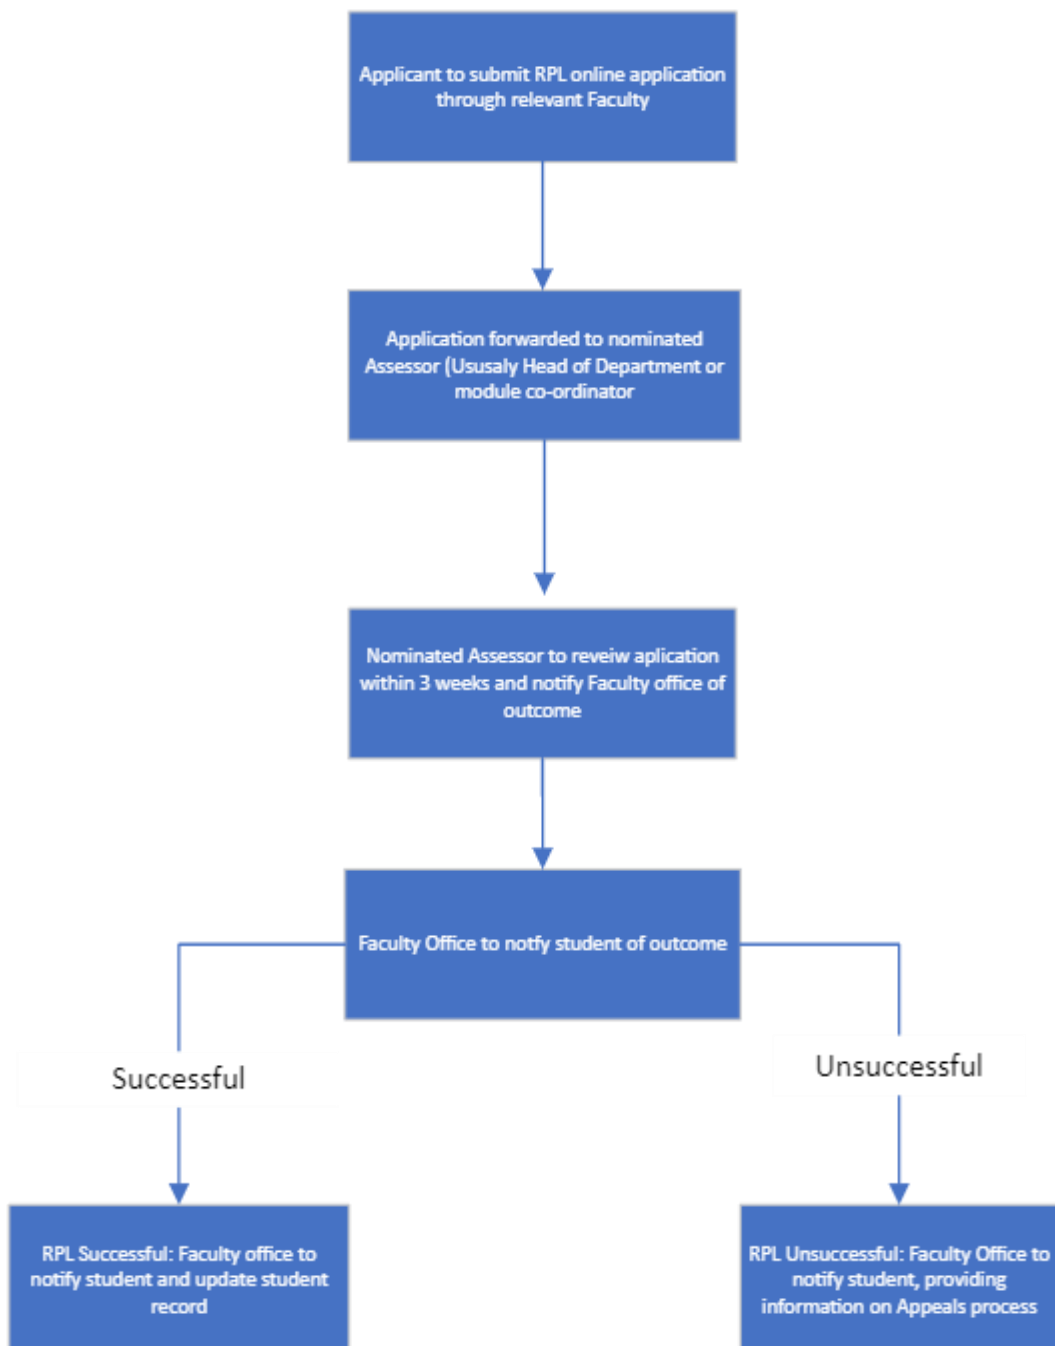 Applicant to submit RPL online application
through relevant Faculty
Application forwarded to nominated
Assessor (Ususaly Head of Department or
module co-ordinator
Nominated Assessor to reveiw aplication
within 3 weeks and notify Faculty office of
outcome
Faculty Office to notfy student of outcome
Successful
Unsuccessful
RPL Successful: Faculty office to
notify student and update student
record
RPL Unsuccessful: Faculty Office to
notify student, providing
information on Appeals process